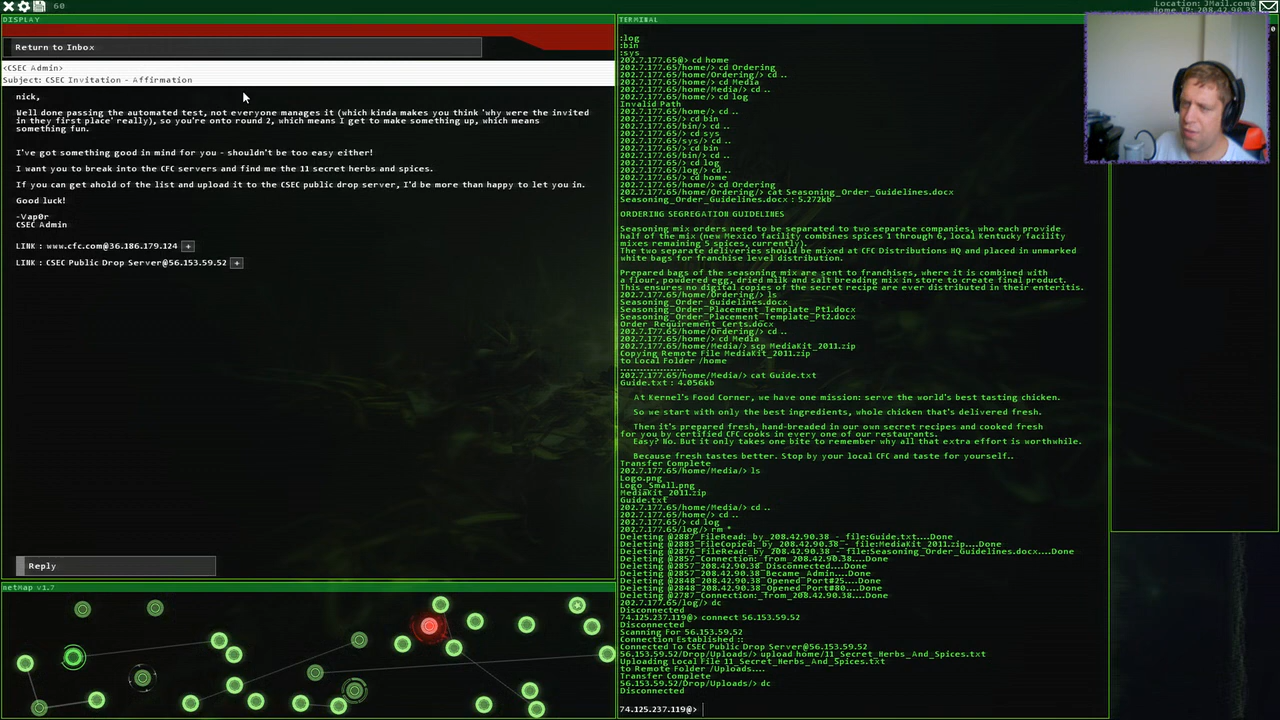 60
Location: JMail.com@
Home IP: 208.42.90.38
DISPLAY
Return to Inbox
<CSEC Admin>
Subject: CSEC Invitation - Affirmation
nick,
Well done passing the automated test, not everyone manages it (which kinda makes you think 'why were the invited
in they first place' really), so you're onto round 2, which means I get to make something up, which means
something fun.
I've got something good in mind for you - shouldn't be too easy either!
I want you to break into the CFC servers and find me the 11 secret herbs and spices.
If you can get ahold of the list and upload it to the CSEC public drop server, I'd be more than happy to let you in.
Good luck!
-Vap0r
CSEC Admin
LINK : www.cfc.com@36.186.179.124 +
LINK : CSEC Public Drop Server@56.153.59.52 +
Reply
netMap v1.7
TERMINAL
:log
:bin
:sys
202.7.177.65@> cd home
202.7.177.65/home/> cd Ordering
202.7.177.65/home/Ordering/> cd ..
202.7.177.65/home/> cd Media
202.7.177.65/home/Media/> cd ..
202.7.177.65/home/> cd log
Invalid Path
202.7.177.65/home/> cd ..
202.7.177.65/> cd bin
202.7.177.65/bin/> cd ..
202.7.177.65/> cd sys
202.7.177.65/sys/> cd ..
202.7.177.65/> cd bin
202.7.177.65/bin/> cd ..
202.7.177.65/> cd log
202.7.177.65/log/> cd ..
202.7.177.65/> cd home
202.7.177.65/home/> cd Ordering
202.7.177.65/home/Ordering/> cat Seasoning_Order_Guidelines.docx
Seasoning_Order_Guidelines.docx : 5.272kb
ORDERING SEGREGATION GUIDELINES
Seasoning mix orders need to be separated to two separate companies, who each provide
half of the mix (new Mexico facility combines spices 1 through 6, local Kentucky facility
mixes remaining 5 spices, currently).
The two separate deliveries should be mixed at CFC Distributions HQ and placed in unmarked
white bags for franchise level distribution.
Prepared bags of the seasoning mix are sent to franchises, where it is combined with
a flour, powdered egg, dried milk and salt breading mix in store to create final product.
This ensures no digital copies of the secret recipe are ever distributed in their enteritis.
202.7.177.65/home/Ordering/> ls
Seasoning_Order_Guidelines.docx
Seasoning_Order_Placement_Template_Pt1.docx
Seasoning_Order_Placement_Template_Pt2.docx
Order_Requirement_Certs.docx
202.7.177.65/home/Ordering/> cd ..
202.7.177.65/home/> cd Media
202.7.177.65/home/Media/> scp MediaKit_2011.zip
Copying Remote File MediaKit_2011.zip
to Local Folder /home
...................
202.7.177.65/home/Media/> cat Guide.txt
Guide.txt : 4.056kb
At Kernel's Food Corner, we have one mission: serve the world's best tasting chicken.
So we start with only the best ingredients, whole chicken that's delivered fresh.
Then it's prepared fresh, hand-breaded in our own secret recipes and cooked fresh
for you by certified CFC cooks in every one of our restaurants.
Easy? No. But it only takes one bite to remember why all that extra effort is worthwhile.
Because fresh tastes better. Stop by your local CFC and taste for yourself..
Transfer Complete
202.7.177.65/home/Media/> ls
Logo.png
Logo_Small.png
MediaKit_2011.zip
Guide.txt
202.7.177.65/home/Media/> cd ..
202.7.177.65/home/> cd ..
202.7.177.65/> cd log
202.7.177.65/log/> rm *
Deleting @2887_FileRead:_by_208.42.90.38_-_file:Guide.txt....Done
Deleting @2883_FileCopied:_by_208.42.90.38_-_file:MediaKit_2011.zip....Done
Deleting @2876_FileRead:_by_208.42.90.38_-_file:Seasoning_Order_Guidelines.docx....Done
Deleting @2857_Connection:_from_208.42.90.38....Done
Deleting @2857_208.42.90.38_Disconnected....Done
Deleting @2857_208.42.90.38_Became_Admin....Done
Deleting @2848_208.42.90.38_Opened_Port#25....Done
Deleting @2848_208.42.90.38_Opened_Port#80....Done
Deleting @2787_Connection:_from_208.42.90.38....Done
202.7.177.65/log/> dc
Disconnected
74.125.237.119@> connect 56.153.59.52
Disconnected
Scanning For 56.153.59.52
Connection Established ::
Connected To CSEC Public Drop Server@56.153.59.52
56.153.59.52/Drop/Uploads/> upload home/11_Secret_Herbs_And_Spices.txt
Uploading Local File 11_Secret_Herbs_And_Spices.txt
to Remote Folder /Uploads....
Transfer Complete
56.153.59.52/Drop/Uploads/> dc
Disconnected
74.125.237.119@>